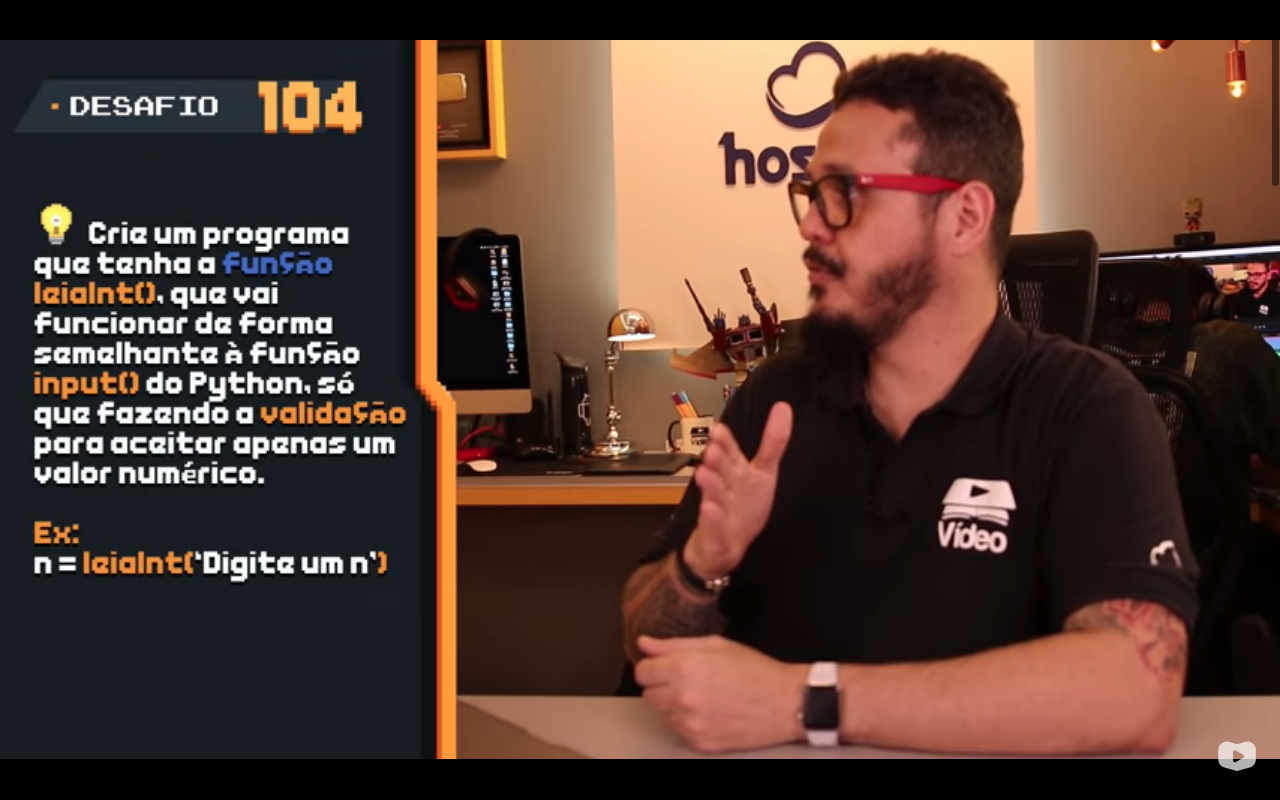 DESAFIO 104
Crie um programa
que tenha a função
leiaInt(), que vai
funcionar de forma
semelhante à função
input() do Python, só
que fazendo a validação
para aceitar apenas um
valor numérico.
Ex:
n = leiaInt('Digite um n')
hos
Vídeo